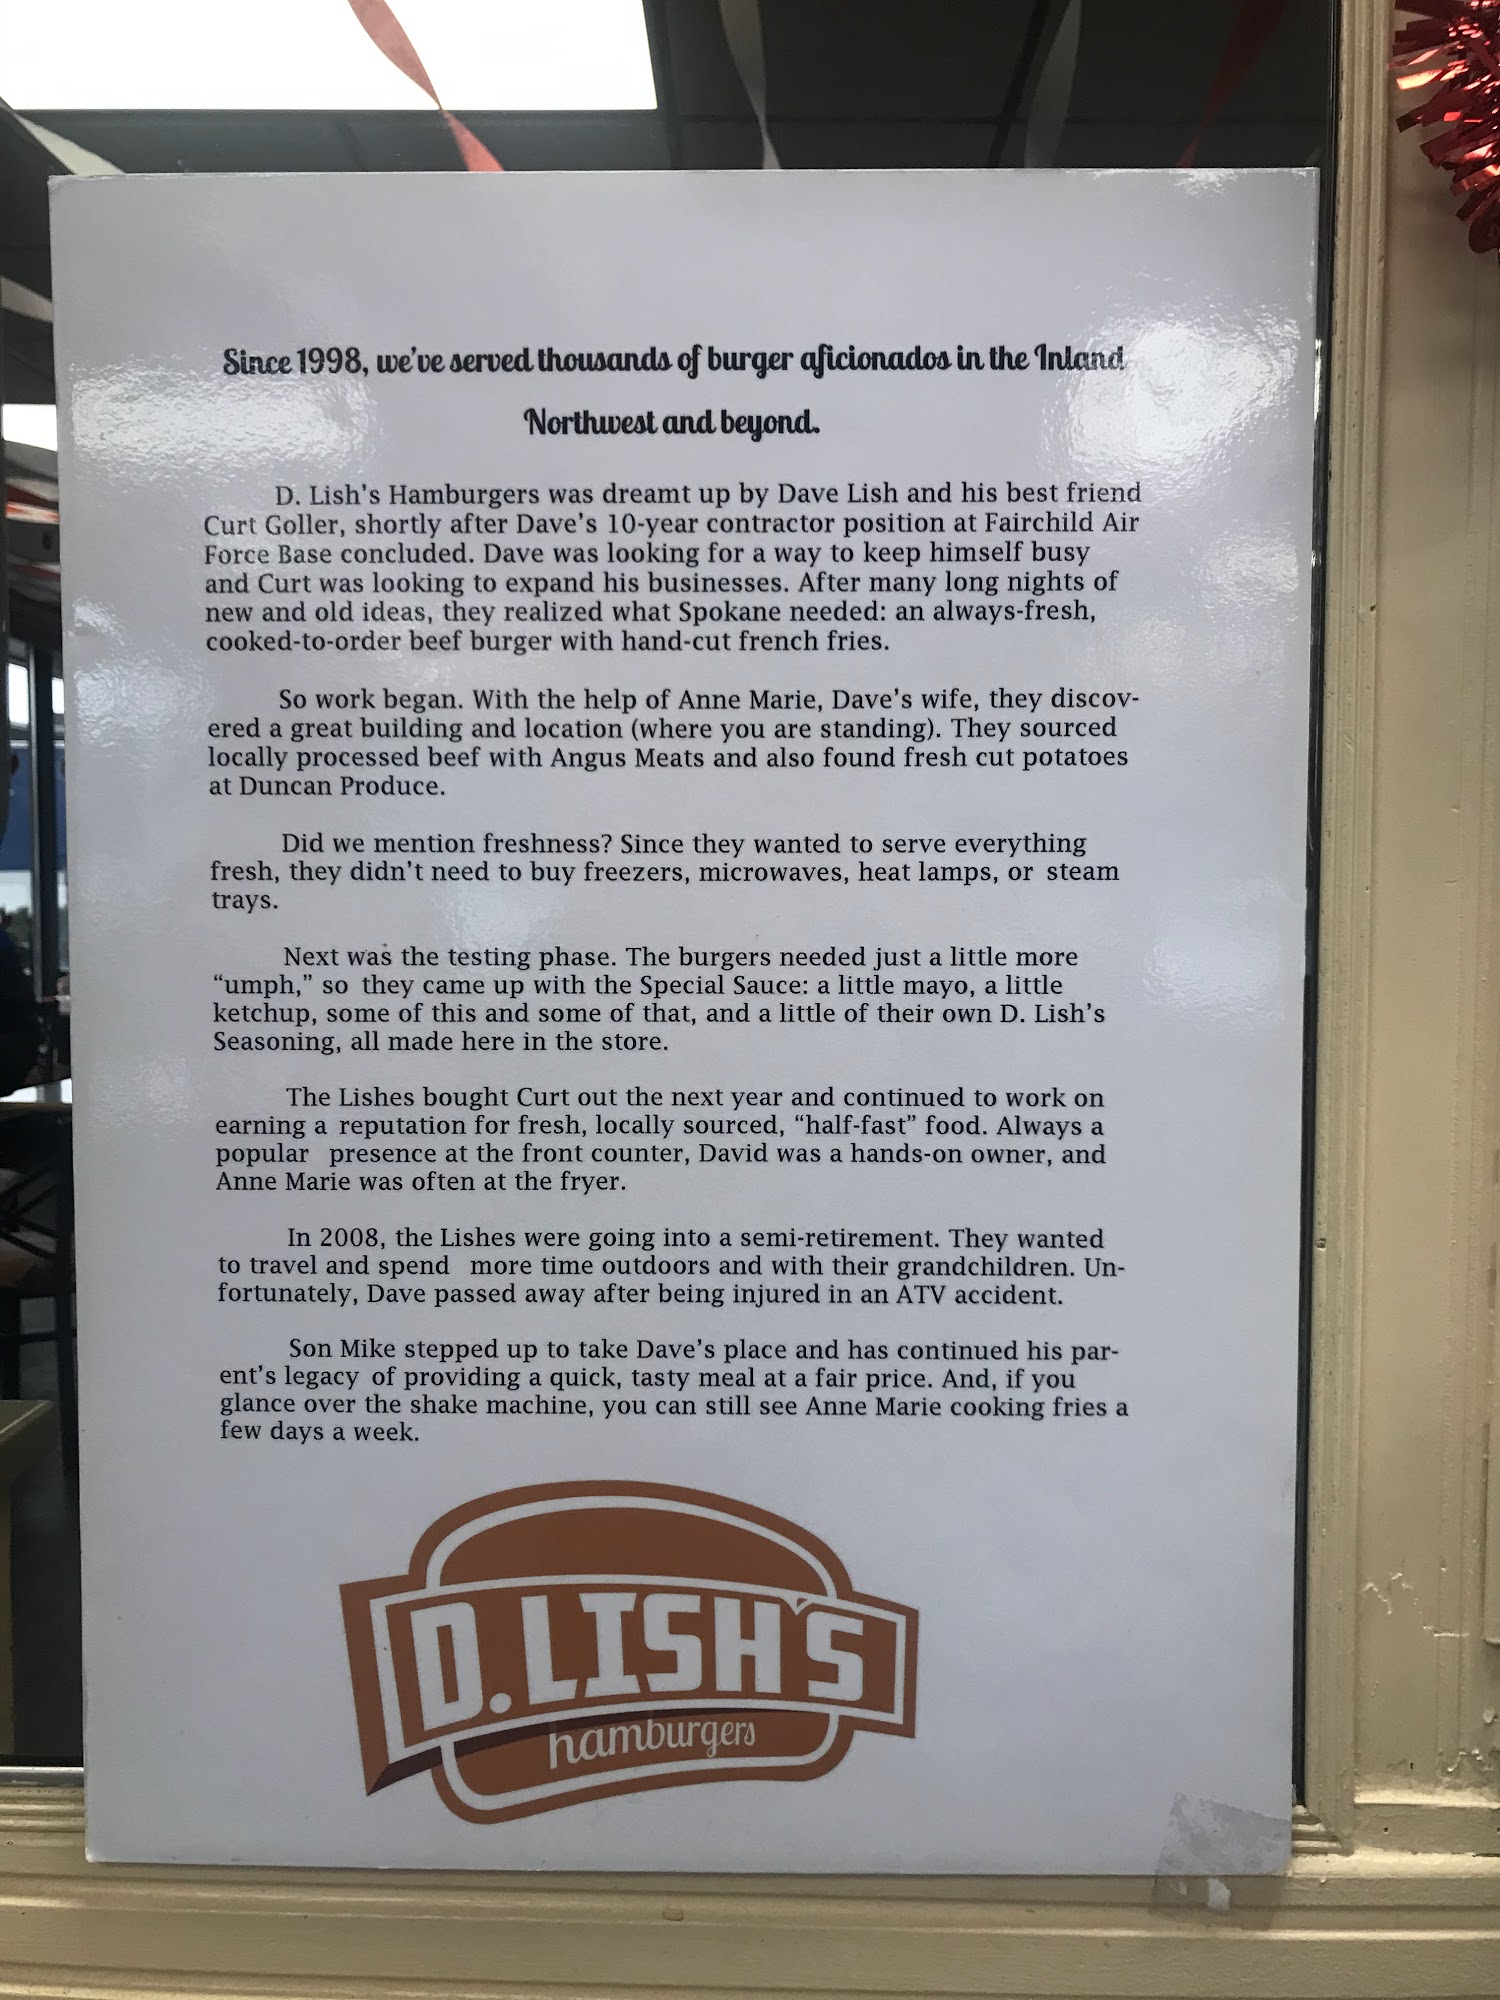 Since 1998, we've served thousands of burger aficionados in the Inland
Northwest and beyond.
D. Lish's Hamburgers was dreamt up by Dave Lish and his best friend
Curt Goller, shortly after Dave's 10-year contractor position at Fairchild Air
Force Base concluded. Dave was looking for a way to keep himself busy
and Curt was looking to expand his businesses. After many long nights of
new and old ideas, they realized what Spokane needed: an always-fresh,
cooked-to-order beef burger with hand-cut french fries.
So work began. With the help of Anne Marie, Dave's wife, they discov-
ered a great building and location (where you are standing). They sourced
locally processed beef with Angus Meats and also found fresh cut potatoes
at Duncan Produce.
Did we mention freshness? Since they wanted to serve everything
fresh, they didn't need to buy freezers, microwaves, heat lamps, or steam
trays.
Next was the testing phase. The burgers needed just a little more
“umph,” so they came up with the Special Sauce: a little mayo, a little
ketchup, some of this and some of that, and a little of their own D. Lish's
Seasoning, all made here in the store.
The Lishes bought Curt out the next year and continued to work on
earning a reputation for fresh, locally sourced, “half-fast” food. Always a
popular presence at the front counter, David was a hands-on owner, and
Anne Marie was often at the fryer.
In 2008, the Lishes were going into a semi-retirement. They wanted
to travel and spend more time outdoors and with their grandchildren. Un-
fortunately, Dave passed away after being injured in an ATV accident.
Son Mike stepped up to take Dave's place and has continued his par-
ent's legacy of providing a quick, tasty meal at a fair price. And, if you
glance over the shake machine, you can still see Anne Marie cooking fries a
few days a week.
D. LISH'S
hamburgers